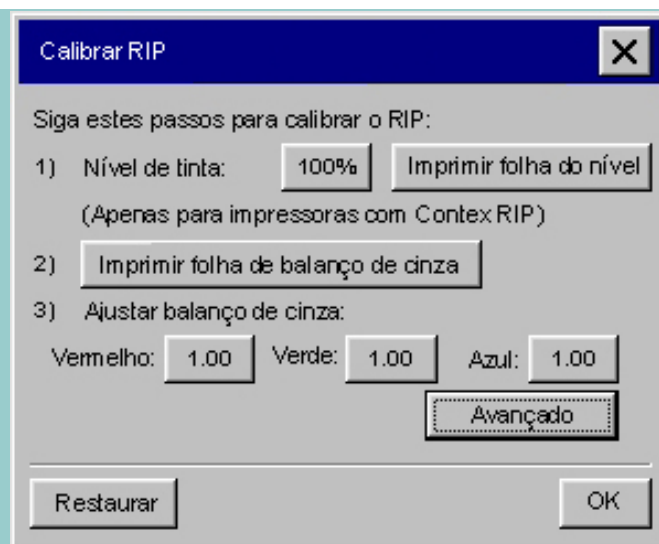 Calibrar RIP
Siga estes passos para calibrar o RIP:
1) Nível de tinta: 100% Imprimir folha do nível
(Apenas para impressoras com Contex RIP)
2) Imprimir folha de balanço de cinza
3) Ajustar balanço de cinza:
Vermelho: 1.00 Verde: 1.00 Azul: 1.00
Avançado
Restaurar OK